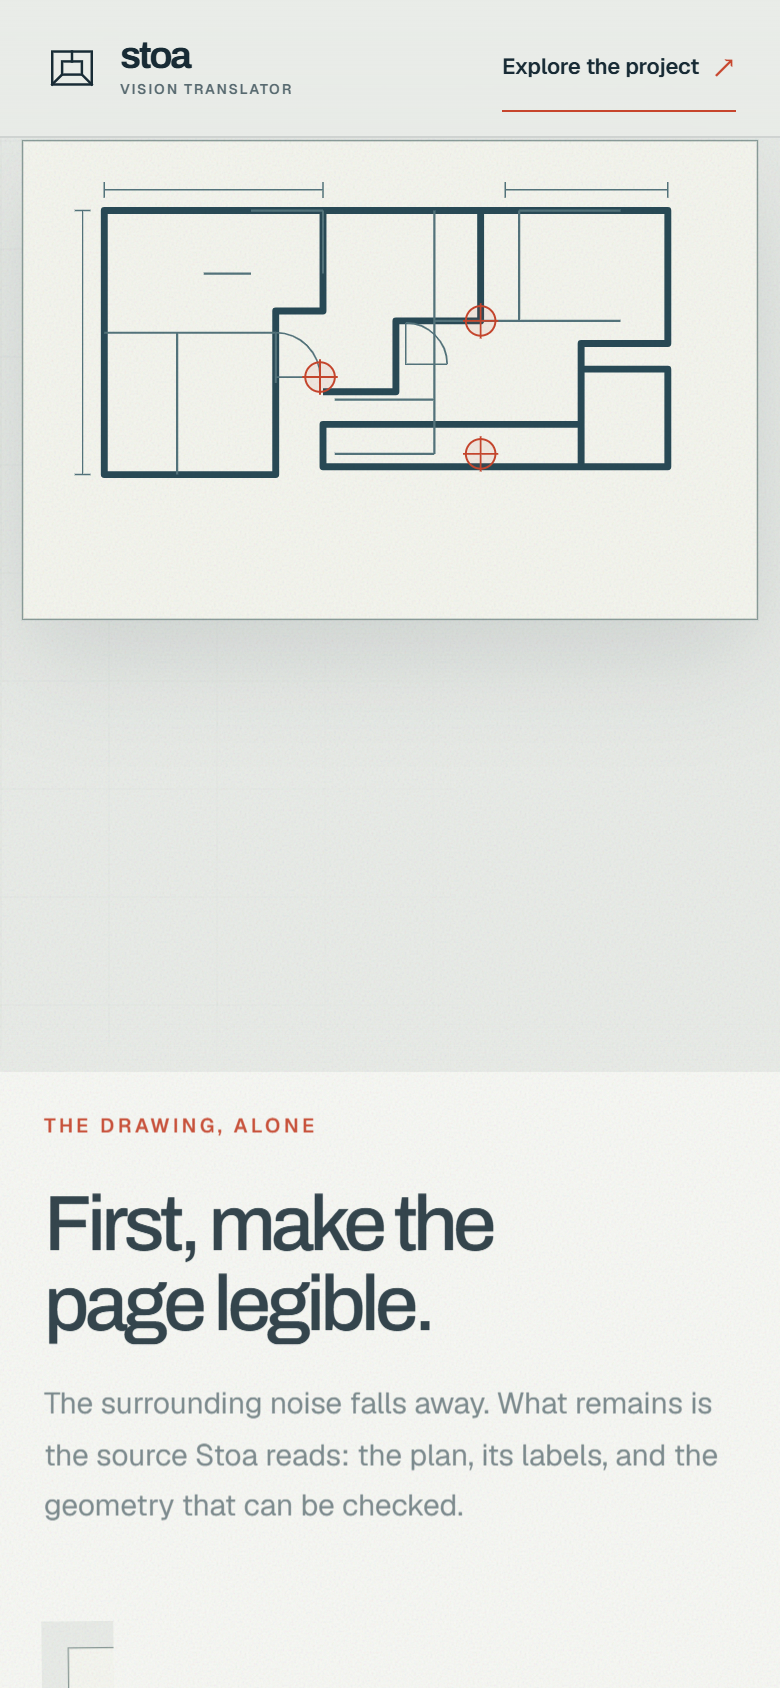 stoa
VISION TRANSLATOR
Explore the project ↗
THE DRAWING, ALONE
First, make the
page legible.
The surrounding noise falls away. What remains is
the source Stoa reads: the plan, its labels, and the
geometry that can be checked.